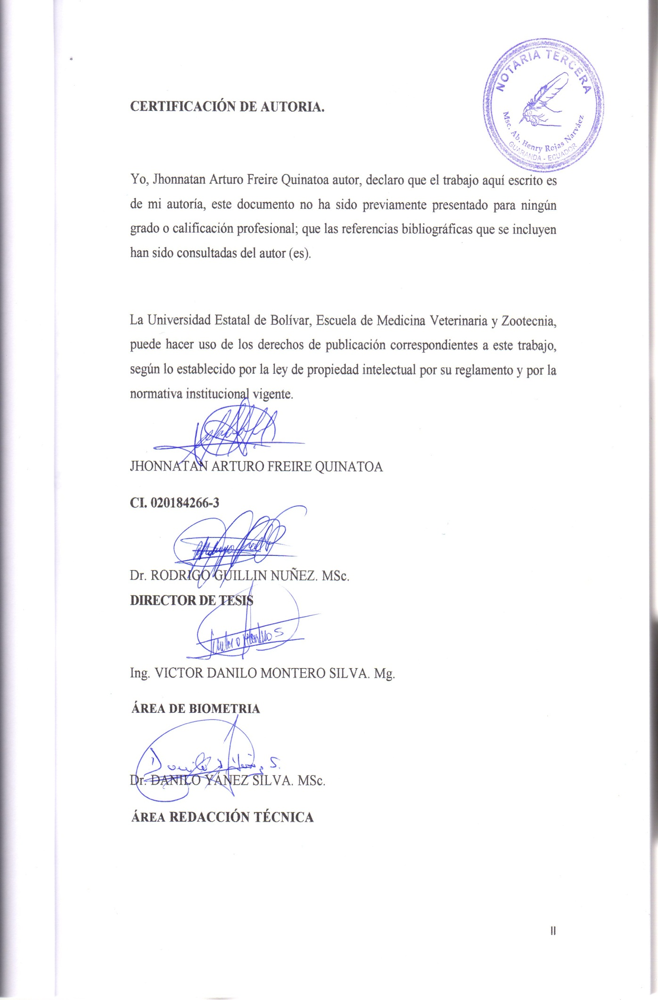 NOTARIA TERCERA
Msc. Ab. Henry Rojas Narváez
GUARANDA - ECUADOR
CERTIFICACIÓN DE AUTORIA.
Yo, Jhonnatan Arturo Freire Quinatoa autor, declaro que el trabajo aquí escrito es
de mi autoría, este documento no ha sido previamente presentado para ningún
grado o calificación profesional; que las referencias bibliográficas que se incluyen
han sido consultadas del autor (es).
La Universidad Estatal de Bolívar, Escuela de Medicina Veterinaria y Zootecnia,
puede hacer uso de los derechos de publicación correspondientes a este trabajo,
según lo establecido por la ley de propiedad intelectual por su reglamento y por la
normativa institucional vigente.
JHONNATAN ARTURO FREIRE QUINATOA
CI. 020184266-3
Dr. RODRIGO GUILLIN NUÑEZ. MSc.
DIRECTOR DE TESIS
Ing. VICTOR DANILO MONTERO SILVA. Mg.
ÁREA DE BIOMETRIA
Danilo Yánez S.
Dr. DANILO YÁNEZ SILVA. MSc.
ÁREA REDACCIÓN TÉCNICA
II